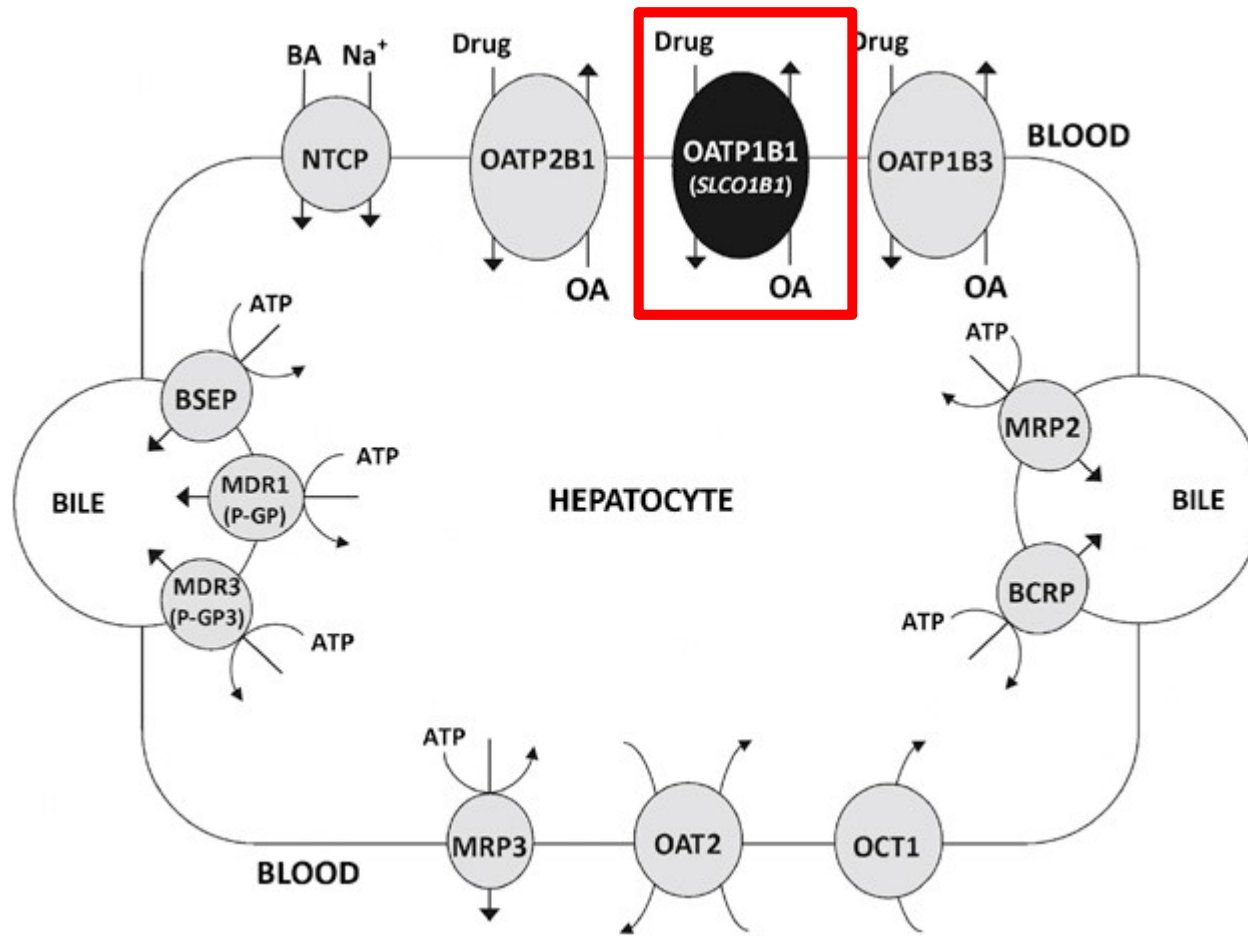 BA Na⁺
Drug
Drug
Drug
NTCP
OATP2B1
OATP1B1
(SLCO1B1)
OATP1B3
BLOOD
OA
OA
OA
ATP
BSEP
ATP
MRP2
MDR1
(P-GP)
ATP
BILE
HEPATOCYTE
BILE
MDR3
(P-GP3)
ATP
BCRP
ATP
ATP
MRP3
OAT2
OCT1
BLOOD